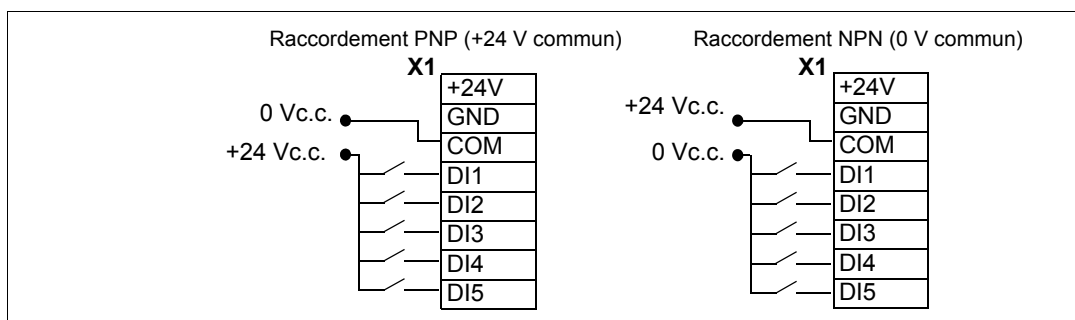 Raccordement PNP (+24 V commun)
X1
+24V
0 Vc.c.
GND
COM
+24 Vc.c.
DI1
DI2
DI3
DI4
DI5
Raccordement NPN (0 V commun)
X1
+24V
+24 Vc.c.
GND
COM
0 Vc.c.
DI1
DI2
DI3
DI4
DI5